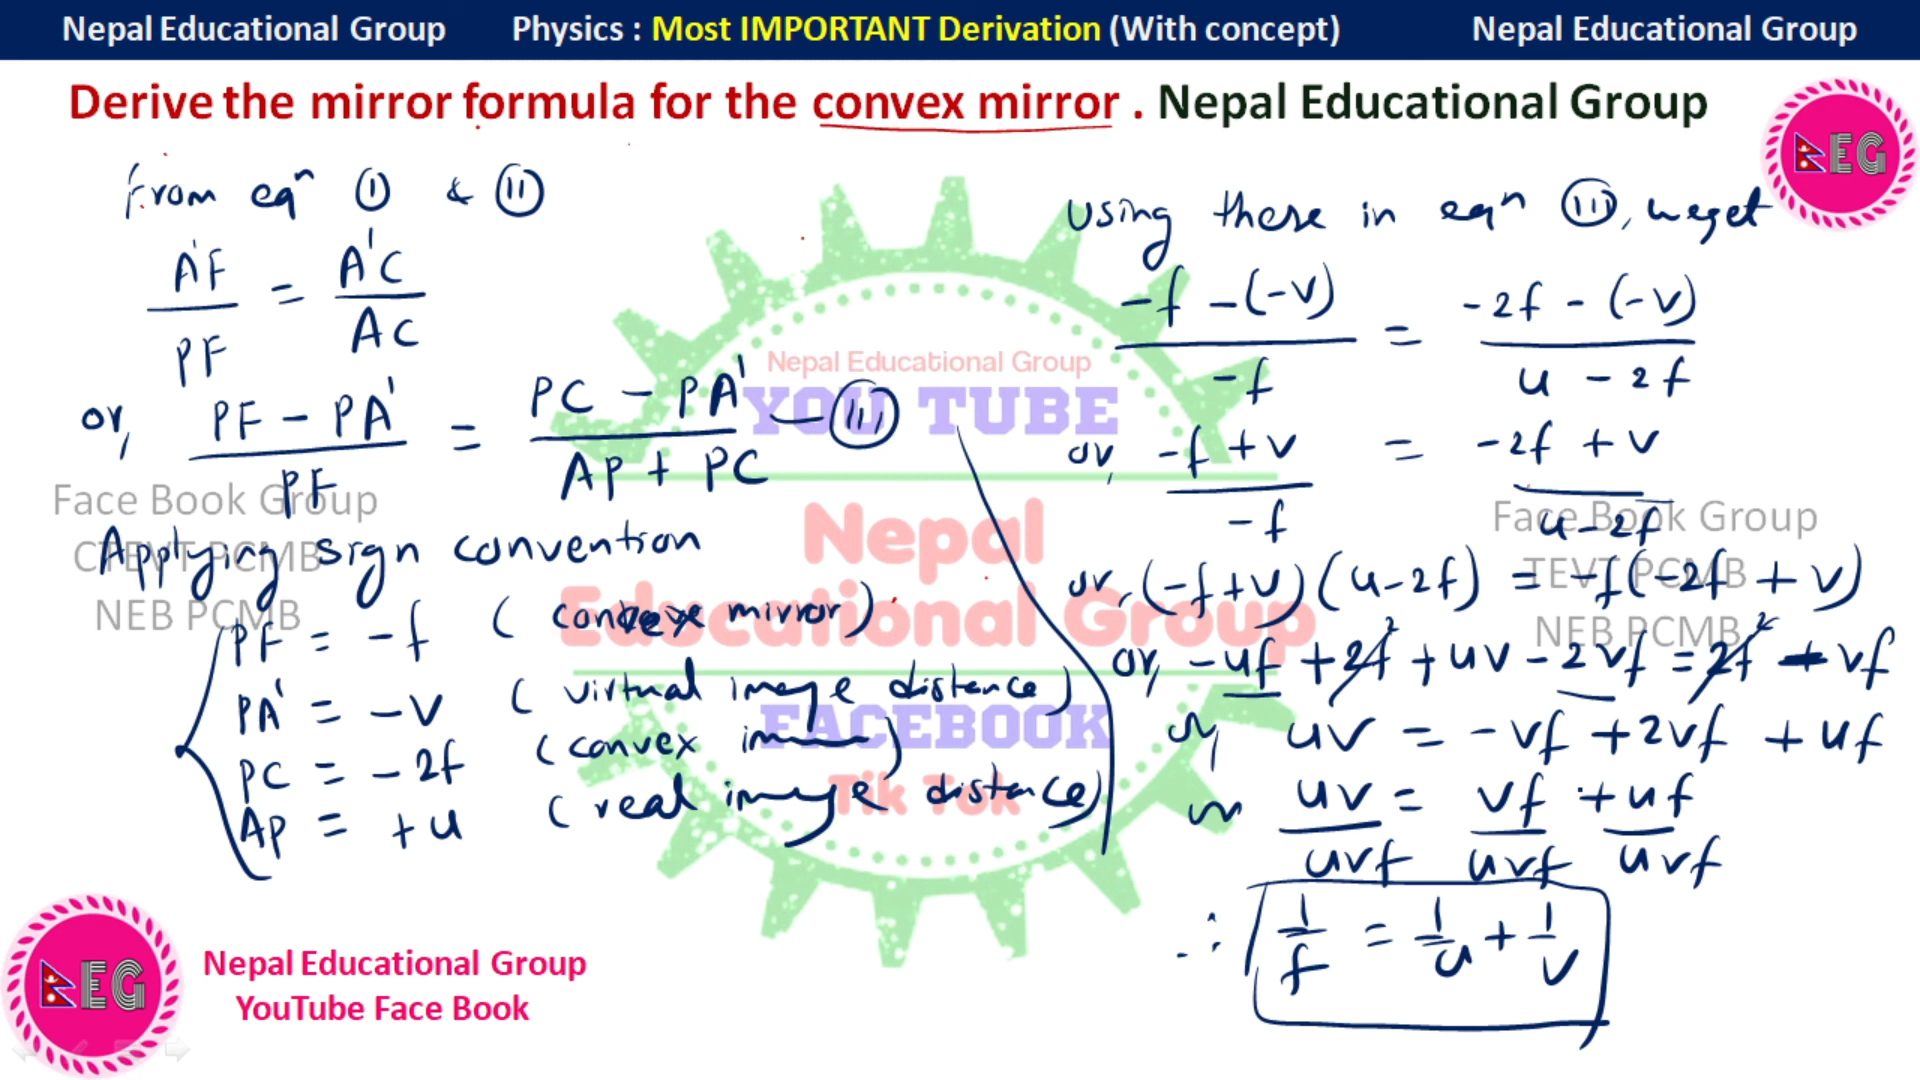 Nepal Educational Group Physics : Most IMPORTANT Derivation (With concept) Nepal Educational Group
Derive the mirror formula for the convex mirror . Nepal Educational Group
NEG
from eqⁿ (I) & (II)
A'F/PF = A'C/AC
or, (PF - PA')/PF = (PC - PA')/(AP + PC) - (III)
Applying sign convention
PF = -f (convex mirror)
PA' = -v (virtual image distance)
PC = -2f (convex
AP = +u (real image distance)
using these in eqⁿ (III), we get
(-f - (-v))/(-f) = (-2f - (-v))/(u - 2f)
or, (-f + v)/(-f) = (-2f + v)/(u - 2f)
or, (-f + v)(u - 2f) = -f(-2f + v)
or, -uf + 2f² + uv - 2vf = 2f² - vf
or, uv = -vf + 2vf + uf
or uv/uvf = vf/uvf + uf/uvf
∴ 1/f = 1/u + 1/v
Nepal Educational Group
YOU TUBE
Nepal
Educational Group
FACEBOOK
Tik Tok
Face Book Group
CTEVT PCMB
NEB PCMB
Face Book Group
TEVT PCMB
NEB PCMB
NEG
Nepal Educational Group
YouTube Face Book